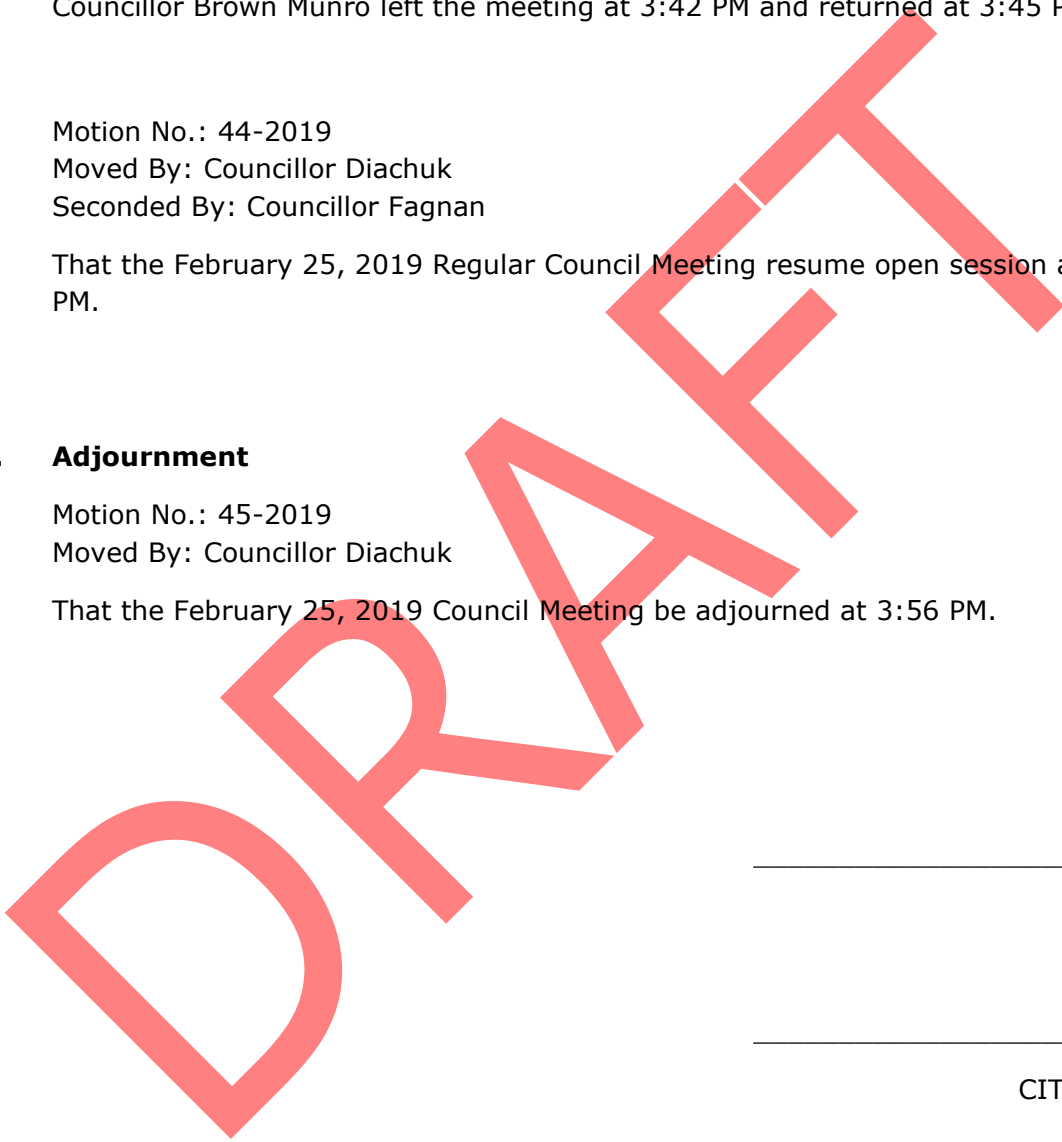 Councillor Brown Munro left the meeting at 3:42 PM and returned at 3:45
Motion No.: 44-2019
Moved By: Councillor Diachuk
Seconded By: Councillor Fagnan
That the February 25, 2019 Regular Council Meeting resume open session
PM.
Adjournment
Motion No.: 45-2019
Moved By: Councillor Diachuk
That the February 25, 2019 Council Meeting be adjourned at 3:56 PM.
DRAFT